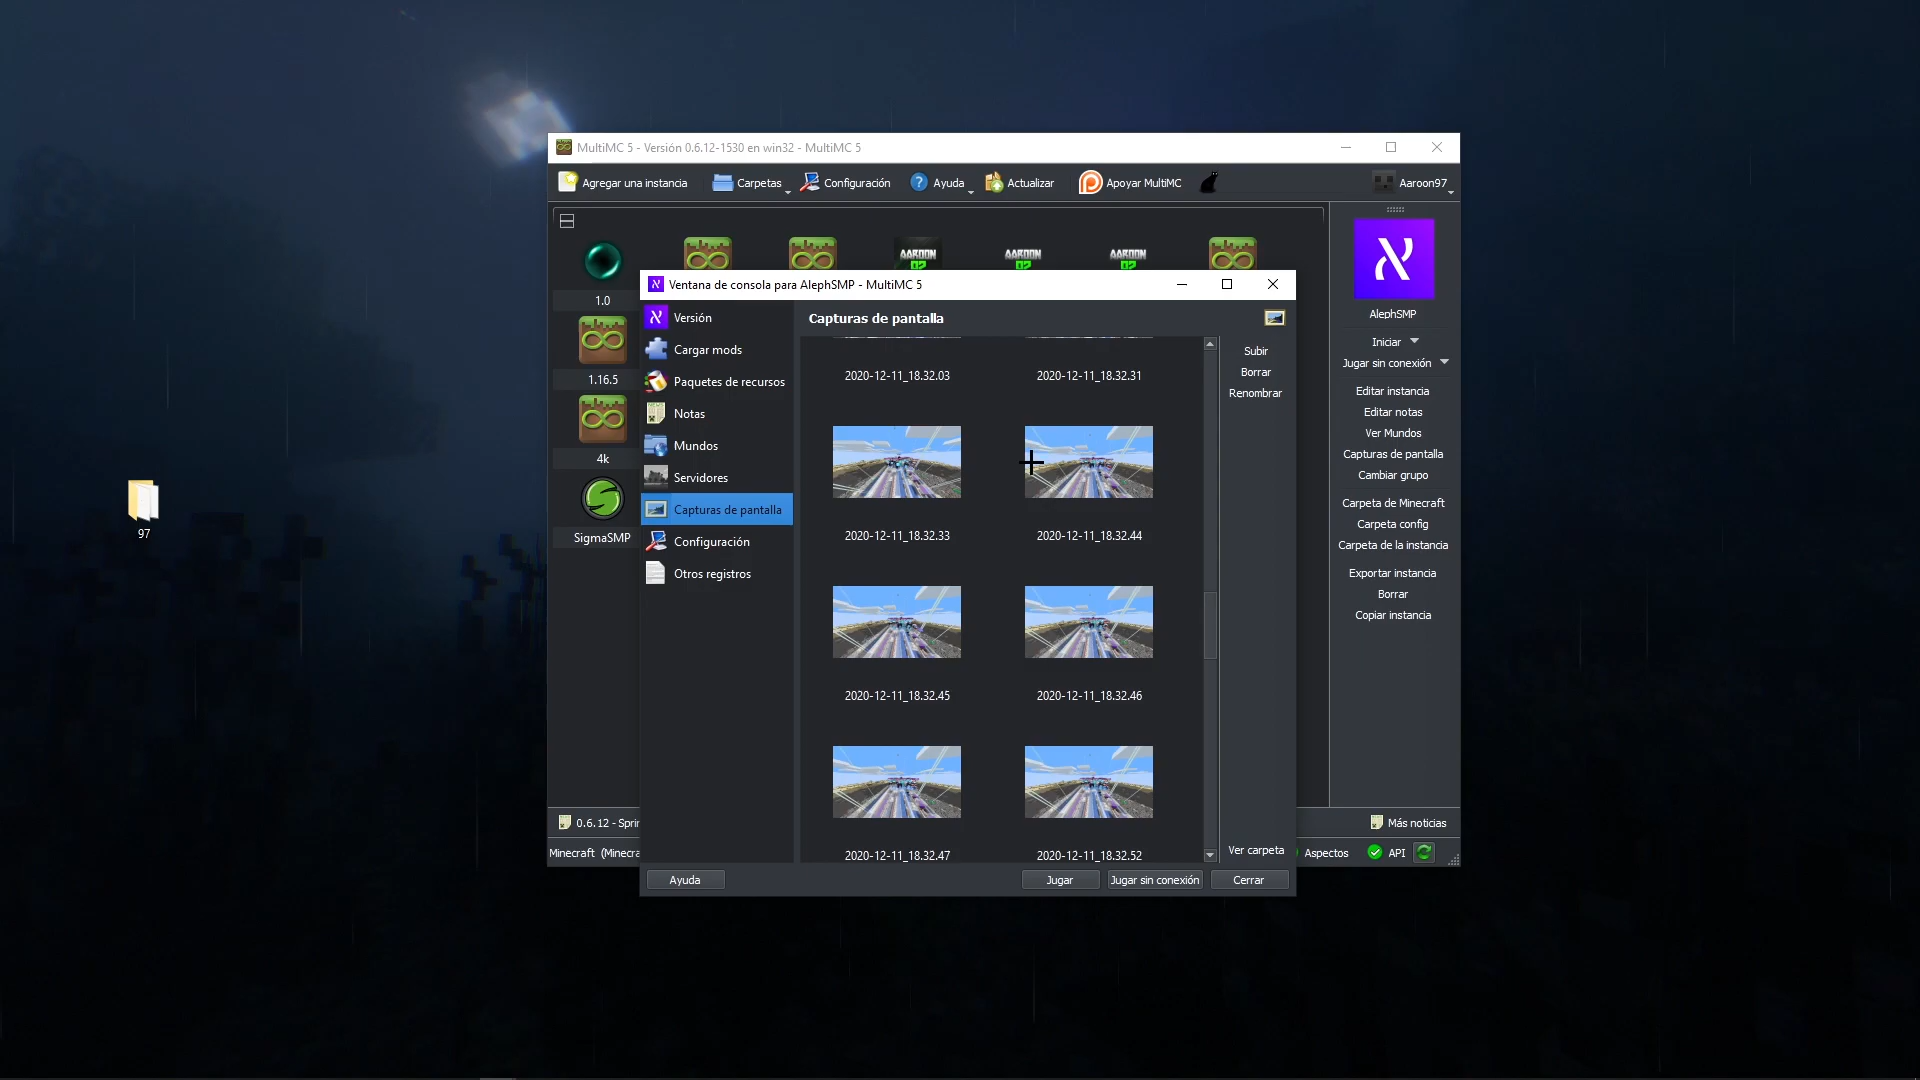 MultiMC 5 - Versión 0.6.12-1530 en win32 - MultiMC 5
Agregar una instancia
Carpetas
Configuración
Ayuda
Actualizar
Apoyar MultiMC
Aaroon97
AAROON
AAROON
AAROON
1.0
1.16.5
4k
SigmaSMP
97
Ventana de consola para AlephSMP - MultiMC 5
Versión
Cargar mods
Paquetes de recursos
Notas
Mundos
Servidores
Capturas de pantalla
Configuración
Otros registros
Capturas de pantalla
2020-12-11_18.32.03
2020-12-11_18.32.31
2020-12-11_18.32.33
2020-12-11_18.32.44
2020-12-11_18.32.45
2020-12-11_18.32.46
2020-12-11_18.32.47
2020-12-11_18.32.52
Subir
Borrar
Renombrar
Ver carpeta
Ayuda
Jugar
Jugar sin conexión
Cerrar
AlephSMP
Iniciar
Jugar sin conexión
Editar instancia
Editar notas
Ver Mundos
Capturas de pantalla
Cambiar grupo
Carpeta de Minecraft
Carpeta config
Carpeta de la instancia
Exportar instancia
Borrar
Copiar instancia
0.6.12 -
Más noticias
Minecraft
Aspectos
API